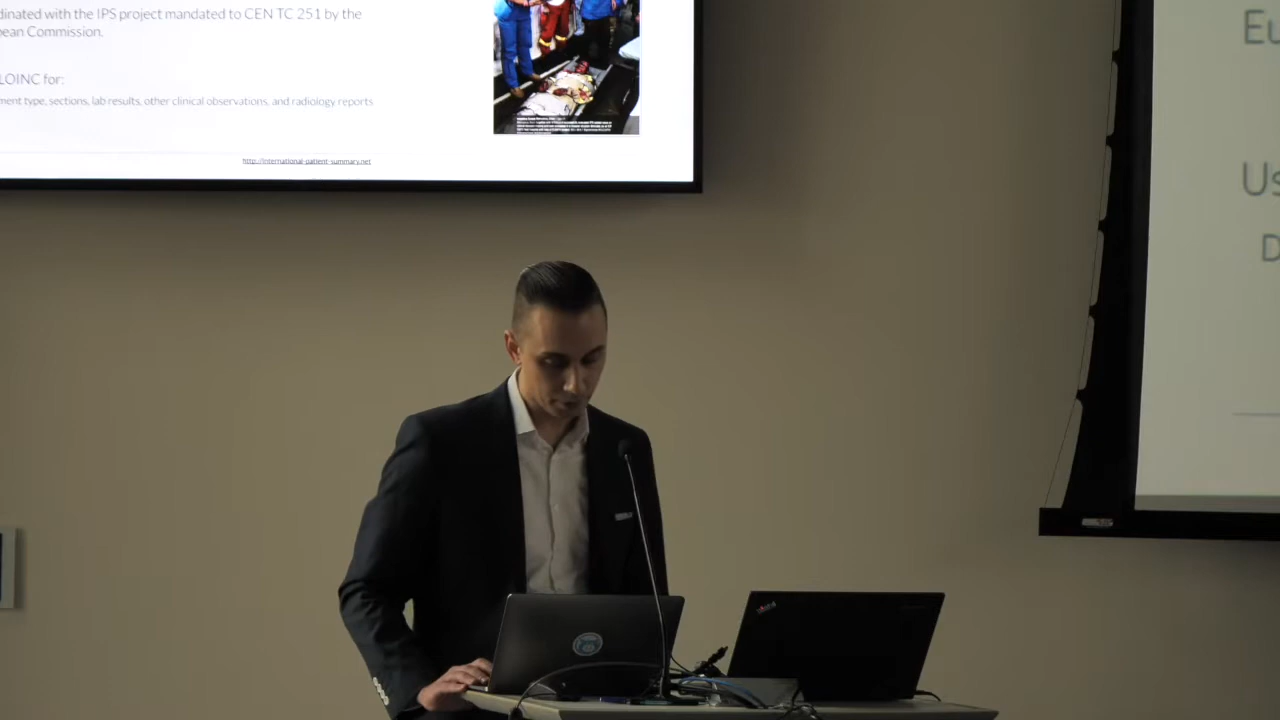 dinated with the IPS project mandated to CEN TC 251 by the
pean Commission.
LOINC for:
ment type, sections, lab results, other clinical observations, and radiology reports
http://international-patient-summary.net
Eu
Us
D